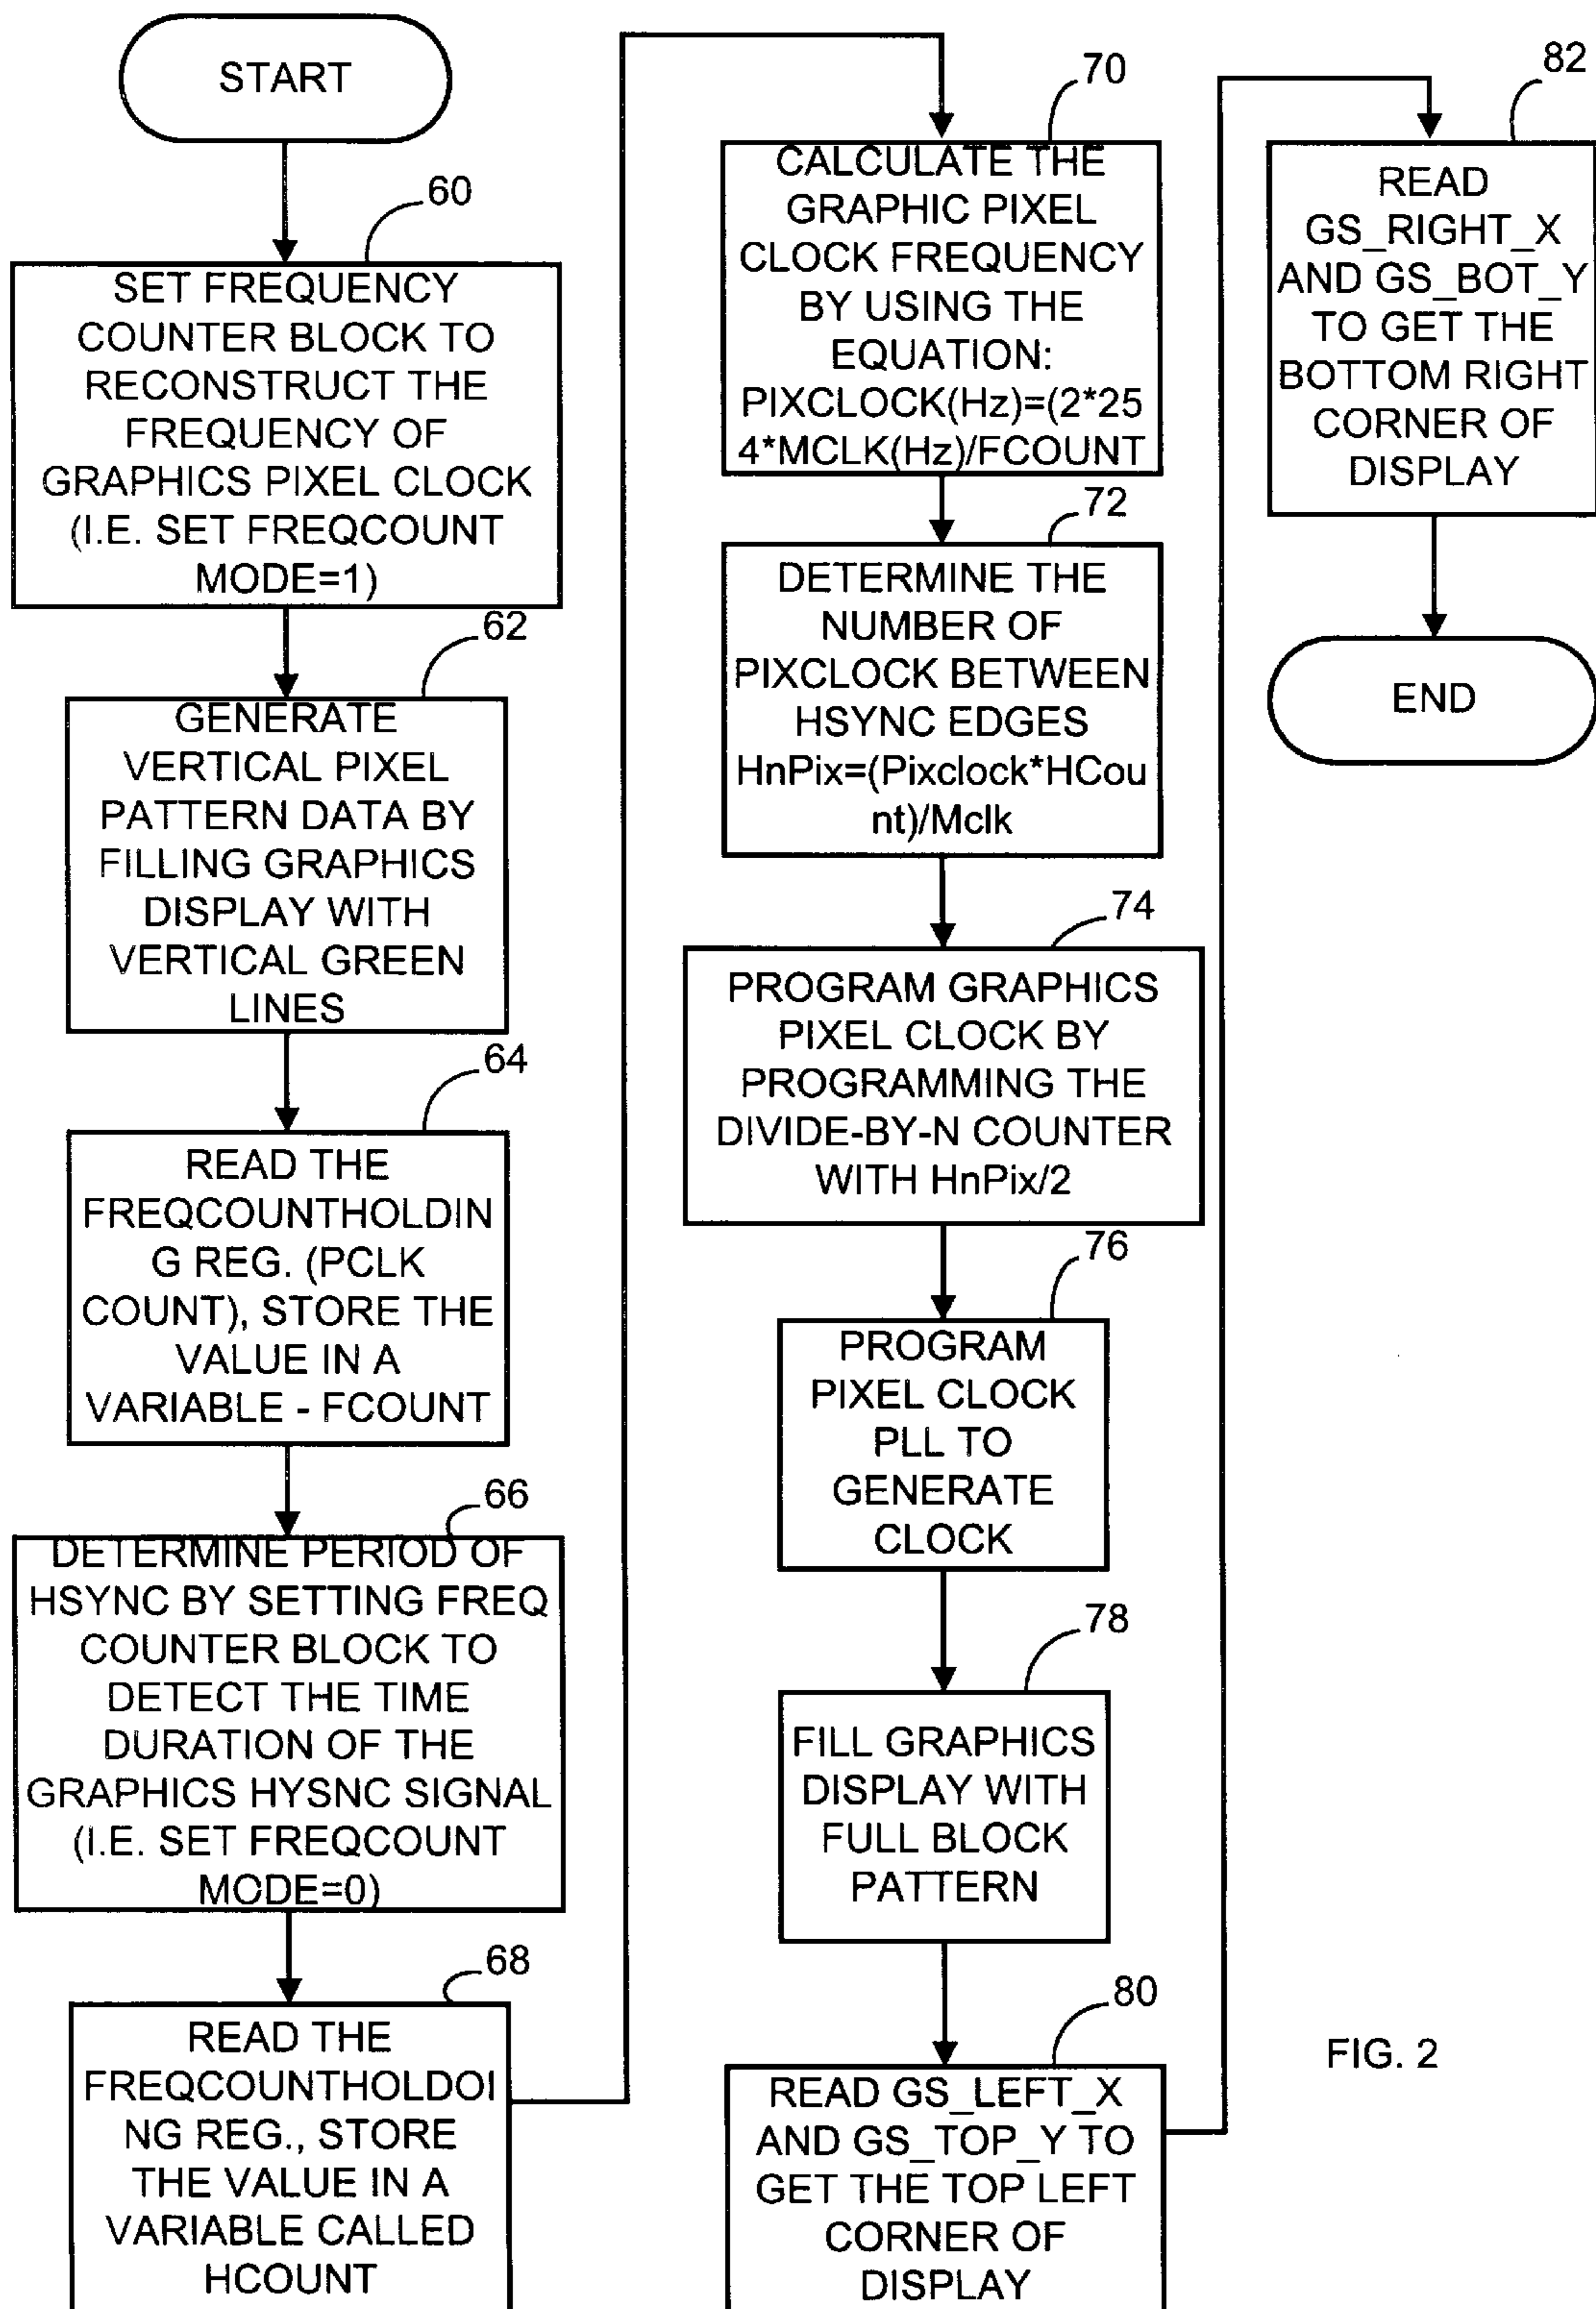 START
60
SET FREQUENCY
COUNTER BLOCK TO
RECONSTRUCT THE
FREQUENCY OF
GRAPHICS PIXEL CLOCK
(I.E. SET FREQCOUNT
MODE=1)
62
GENERATE
VERTICAL PIXEL
PATTERN DATA BY
FILLING GRAPHICS
DISPLAY WITH
VERTICAL GREEN
LINES
64
READ THE
FREQCOUNTHOLDIN
G REG. (PCLK
COUNT), STORE THE
VALUE IN A
VARIABLE - FCOUNT
66
DETERMINE PERIOD OF
HSYNC BY SETTING FREQ
COUNTER BLOCK TO
DETECT THE TIME
DURATION OF THE
GRAPHICS HYSNC SIGNAL
(I.E. SET FREQCOUNT
MODE=0)
68
READ THE
FREQCOUNTHOLDOI
NG REG., STORE
THE VALUE IN A
VARIABLE CALLED
HCOUNT
70
CALCULATE THE
GRAPHIC PIXEL
CLOCK FREQUENCY
BY USING THE
EQUATION:
PIXCLOCK(Hz)=(2*25
4*MCLK(Hz)/FCOUNT
72
DETERMINE THE
NUMBER OF
PIXCLOCK BETWEEN
HSYNC EDGES
HnPix=(Pixclock*HCou
nt)/Mclk
74
PROGRAM GRAPHICS
PIXEL CLOCK BY
PROGRAMMING THE
DIVIDE-BY-N COUNTER
WITH HnPix/2
76
PROGRAM
PIXEL CLOCK
PLL TO
GENERATE
CLOCK
78
FILL GRAPHICS
DISPLAY WITH
FULL BLOCK
PATTERN
80
READ GS_LEFT_X
AND GS_TOP_Y TO
GET THE TOP LEFT
CORNER OF
DISPLAY
82
READ
GS_RIGHT_X
AND GS_BOT_Y
TO GET THE
BOTTOM RIGHT
CORNER OF
DISPLAY
END
FIG. 2